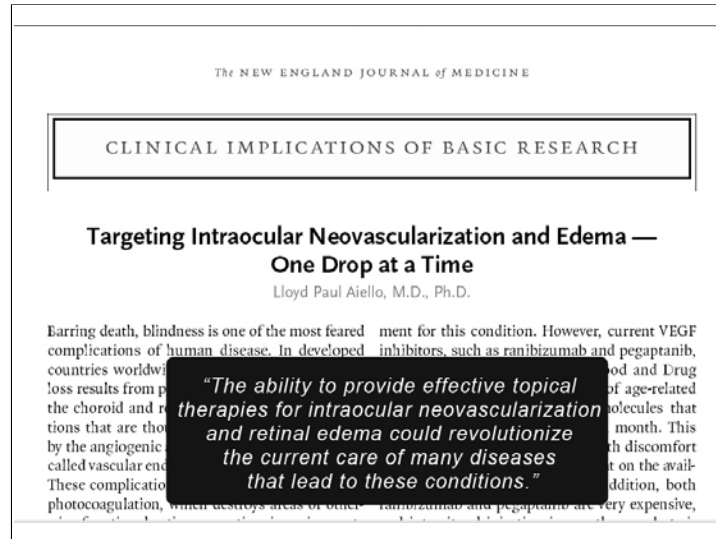 The NEW ENGLAND JOURNAL of MEDICINE
CLINICAL IMPLICATIONS OF BASIC RESEARCH
Targeting Intraocular Neovascularization and Edema —
One Drop at a Time
Lloyd Paul Aiello, M.D., Ph.D.
Barring death, blindness is one of the most feared
complications of human disease. In developed
countries worldwi
loss results from p
the choroid and r
tions that are thou
by the angiogenic
called vascular end
These complicatio
photocoagulation, which destroys areas of other-
ment for this condition. However, current VEGF
inhibitors, such as ranibizumab and pegaptanib,
ood and Drug
of age-related
olecules that
month. This
th discomfort
t on the avail-
ddition, both
ranibizumab and pegaptanib are very expensive,
“The ability to provide effective topical
therapies for intraocular neovascularization
and retinal edema could revolutionize
the current care of many diseases
that lead to these conditions.”